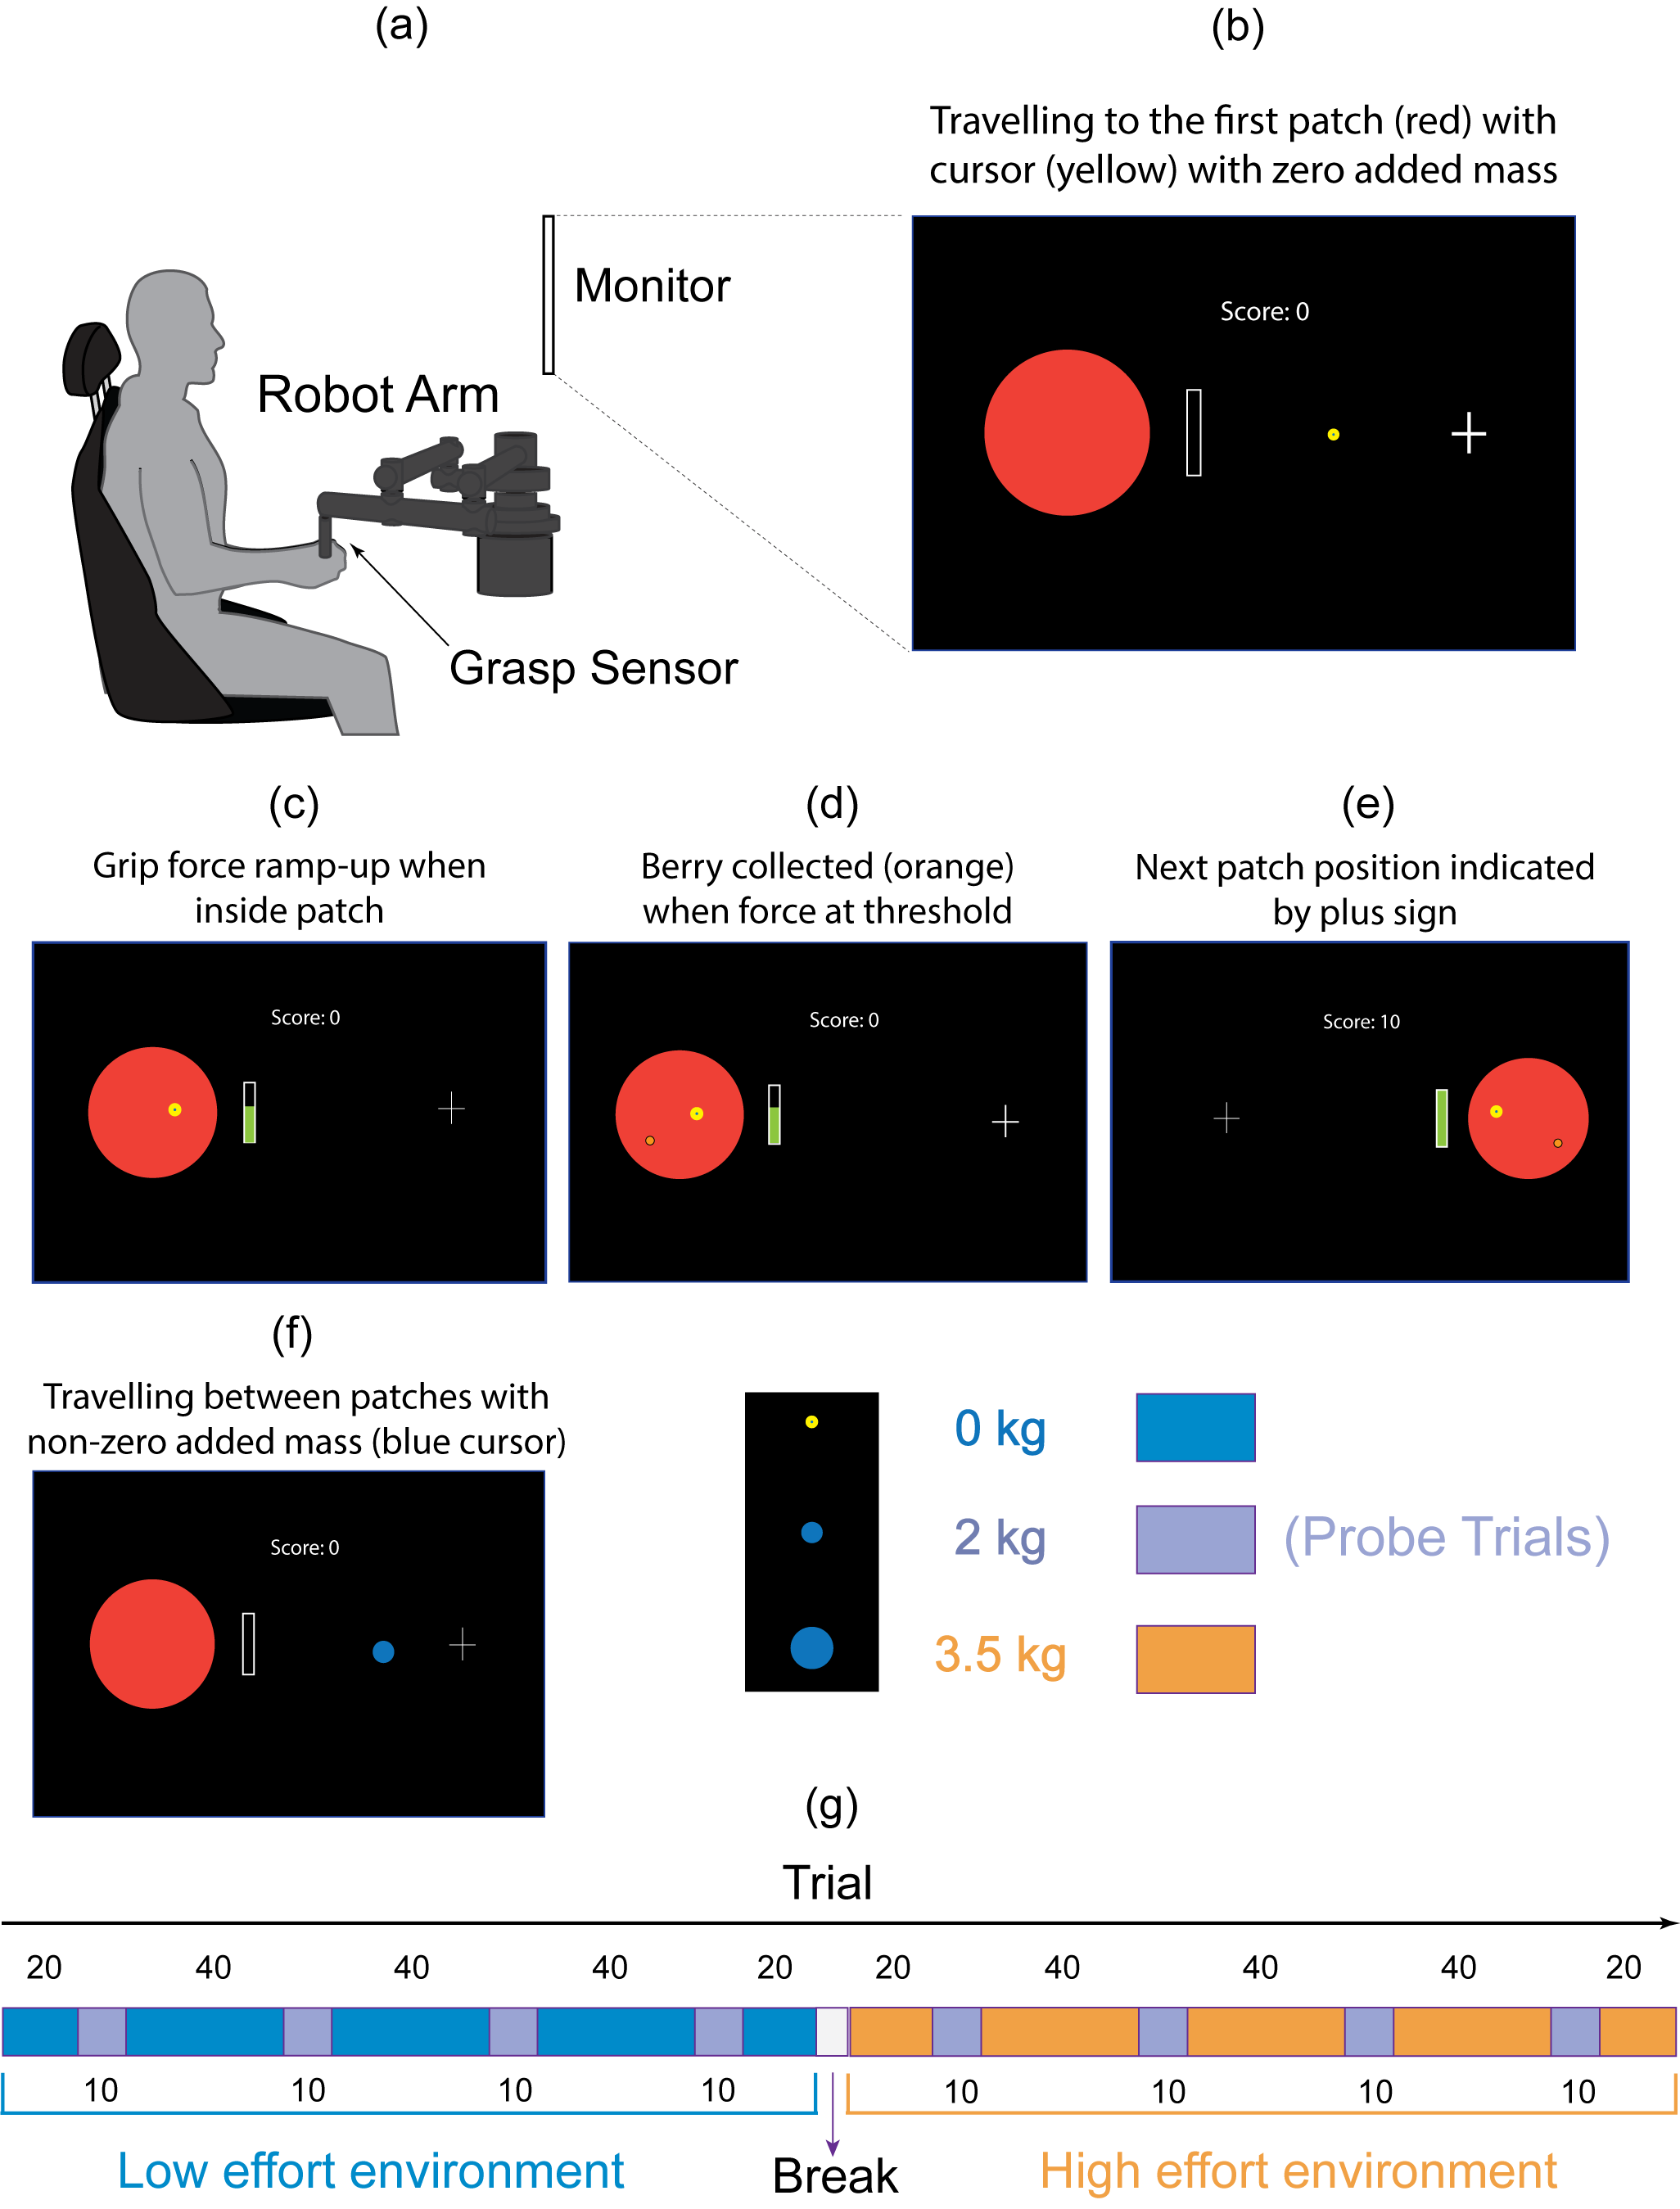 (a)
(b)
Travelling to the first patch (red) with
cursor (yellow) with zero added mass
Monitor
Score: 0
Robot Arm
Grasp Sensor
(c)
(d)
(e)
Grip force ramp-up when
inside patch
Berry collected (orange)
when force at threshold
Next patch position indicated
by plus sign
Score: 0
Score: 0
Score: 10
(f)
Travelling between patches with
non-zero added mass (blue cursor)
Score: 0
0 kg
2 kg
(Probe Trials)
3.5 kg
(g)
Trial
20 40 40 40 20 20 40 40 40 20
10 10 10 10 10 10 10 10
Low effort environment
Break
High effort environment